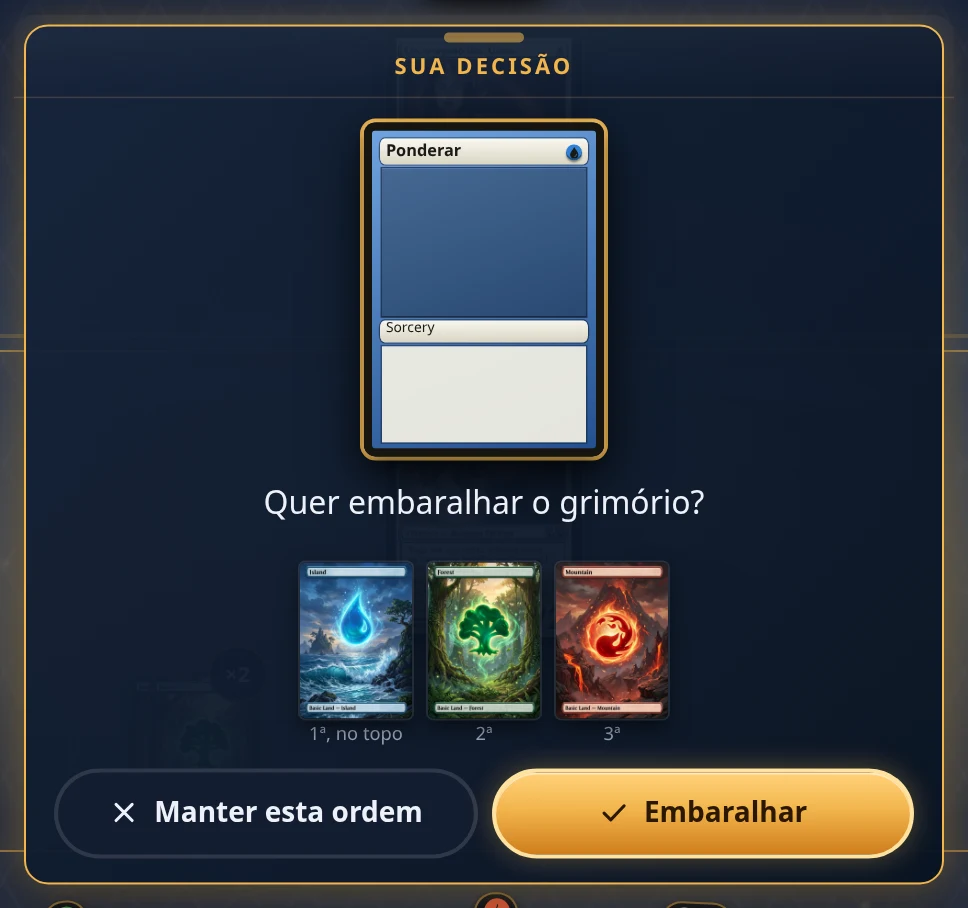 SUA DECISÃO
Ponderar
Sorcery
Quer embaralhar o grimório?
Island
Forest
Mountain
Basic Land — Island
Basic Land — Forest
Basic Land — Mountain
1ª, no topo
2ª
3ª
×2
Manter esta ordem
Embaralhar